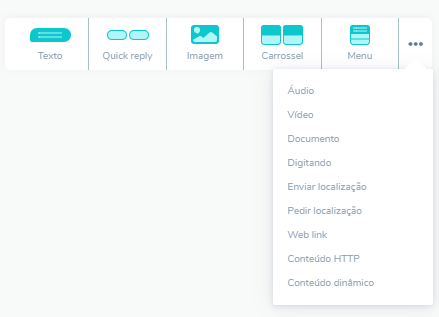 Texto
Quick reply
Imagem
Carrossel
Menu
Áudio
Vídeo
Documento
Digitando
Enviar localização
Pedir localização
Web link
Conteúdo HTTP
Conteúdo dinâmico